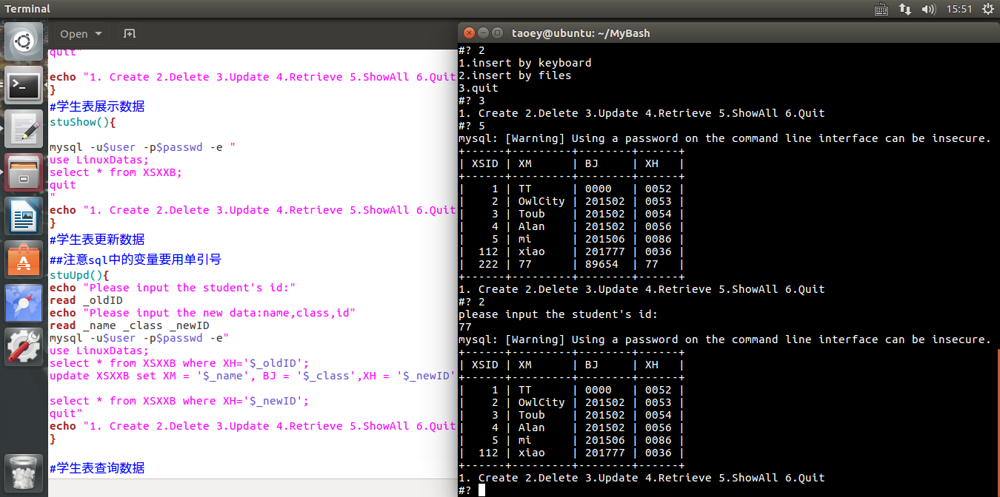 Terminal
15:51
Open
quit"
echo "1. Create 2.Delete 3.Update 4.Retrieve 5.ShowAll 6.Quit
}
#学生表展示数据
stuShow(){
mysql -u$user -p$passwd -e "
use LinuxDatas;
select * from XSXXB;
quit
"
echo "1. Create 2.Delete 3.Update 4.Retrieve 5.ShowAll 6.Quit
}
#学生表更新数据
##注意sql中的变量要用单引号
stuUpd(){
echo "Please input the student's id:"
read _oldID
echo "Please input the new data:name,class,id"
read _name _class _newID
mysql -u$user -p$passwd -e"
use LinuxDatas;
select * from XSXXB where XH='$_oldID';
update XSXXB set XM = '$_name', BJ = '$_class',XH = '$_newID'
select * from XSXXB where XH='$_newID';
quit"
echo "1. Create 2.Delete 3.Update 4.Retrieve 5.ShowAll 6.Quit
}
#学生表查询数据
taoey@ubuntu: ~/MyBash
#? 2
1.insert by keyboard
2.insert by files
3.quit
#? 3
1. Create 2.Delete 3.Update 4.Retrieve 5.ShowAll 6.Quit
#? 5
mysql: [Warning] Using a password on the command line interface can be insecure.
+------+---------+--------+------+
| XSID | XM      | BJ     | XH   |
+------+---------+--------+------+
|    1 | TT      | 0000   | 0052 |
|    2 | OwlCity | 201502 | 0053 |
|    3 | Toub    | 201502 | 0054 |
|    4 | Alan    | 201502 | 0056 |
|    5 | mi      | 201506 | 0086 |
|  112 | xiao    | 201777 | 0036 |
|  222 | 77      | 89654  | 77   |
+------+---------+--------+------+
1. Create 2.Delete 3.Update 4.Retrieve 5.ShowAll 6.Quit
#? 2
please input the student's id:
77
mysql: [Warning] Using a password on the command line interface can be insecure.
+------+---------+--------+------+
| XSID | XM      | BJ     | XH   |
+------+---------+--------+------+
|    1 | TT      | 0000   | 0052 |
|    2 | OwlCity | 201502 | 0053 |
|    3 | Toub    | 201502 | 0054 |
|    4 | Alan    | 201502 | 0056 |
|    5 | mi      | 201506 | 0086 |
|  112 | xiao    | 201777 | 0036 |
+------+---------+--------+------+
1. Create 2.Delete 3.Update 4.Retrieve 5.ShowAll 6.Quit
#?